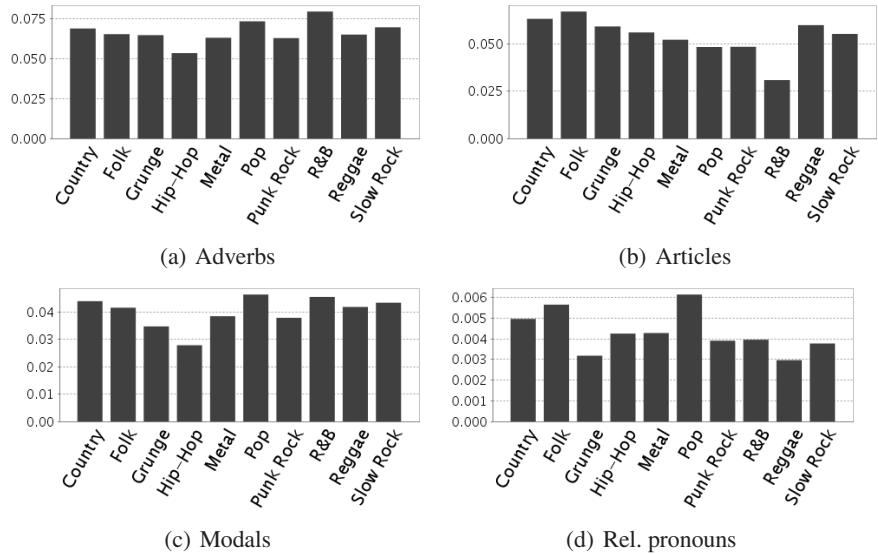 0.075
0.050
0.025
0.000
Country
Folk
Grunge
Hip-Hop
Metal
Pop
Punk Rock
R&B
Reggae
Slow Rock
(a) Adverbs
0.050
0.025
0.000
Country
Folk
Grunge
Hip-Hop
Metal
Pop
Punk Rock
R&B
Reggae
Slow Rock
(b) Articles
0.04
0.03
0.02
0.01
0.00
Country
Folk
Grunge
Hip-Hop
Metal
Pop
Punk Rock
R&B
Reggae
Slow Rock
(c) Modals
0.006
0.005
0.004
0.003
0.002
0.001
0.000
Country
Folk
Grunge
Hip-Hop
Metal
Pop
Punk Rock
R&B
Reggae
Slow Rock
(d) Rel. pronouns